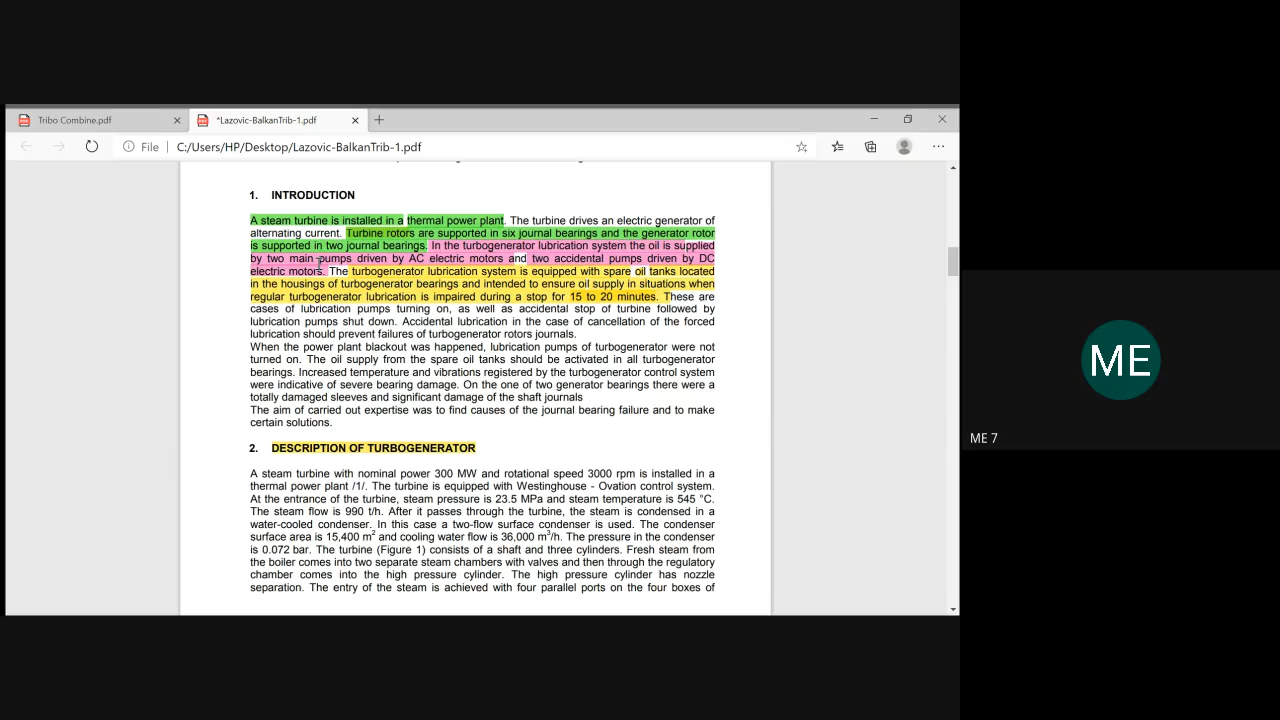 Tribo Combine.pdf
*Lazovic-BalkanTrib-1.pdf
File
C:/Users/HP/Desktop/Lazovic-BalkanTrib-1.pdf
1. INTRODUCTION
A steam turbine is installed in a thermal power plant. The turbine drives an electric generator of
alternating current. Turbine rotors are supported in six journal bearings and the generator rotor
is supported in two journal bearings. In the turbogenerator lubrication system the oil is supplied
by two main pumps driven by AC electric motors and two accidental pumps driven by DC
electric motors. The turbogenerator lubrication system is equipped with spare oil tanks located
in the housings of turbogenerator bearings and intended to ensure oil supply in situations when
regular turbogenerator lubrication is impaired during a stop for 15 to 20 minutes. These are
cases of lubrication pumps turning on, as well as accidental stop of turbine followed by
lubrication pumps shut down. Accidental lubrication in the case of cancellation of the forced
lubrication should prevent failures of turbogenerator rotors journals.
When the power plant blackout was happened, lubrication pumps of turbogenerator were not
turned on. The oil supply from the spare oil tanks should be activated in all turbogenerator
bearings. Increased temperature and vibrations registered by the turbogenerator control system
were indicative of severe bearing damage. On the one of two generator bearings there were a
totally damaged sleeves and significant damage of the shaft journals
The aim of carried out expertise was to find causes of the journal bearing failure and to make
certain solutions.
2. DESCRIPTION OF TURBOGENERATOR
A steam turbine with nominal power 300 MW and rotational speed 3000 rpm is installed in a
thermal power plant /1/. The turbine is equipped with Westinghouse - Ovation control system.
At the entrance of the turbine, steam pressure is 23.5 MPa and steam temperature is 545 °C.
The steam flow is 990 t/h. After it passes through the turbine, the steam is condensed in a
water-cooled condenser. In this case a two-flow surface condenser is used. The condenser
surface area is 15,400 m² and cooling water flow is 36,000 m³/h. The pressure in the condenser
is 0.072 bar. The turbine (Figure 1) consists of a shaft and three cylinders. Fresh steam from
the boiler comes into two separate steam chambers with valves and then through the regulatory
chamber comes into the high pressure cylinder. The high pressure cylinder has nozzle
separation. The entry of the steam is achieved with four parallel ports on the four boxes of
ME
ME 7